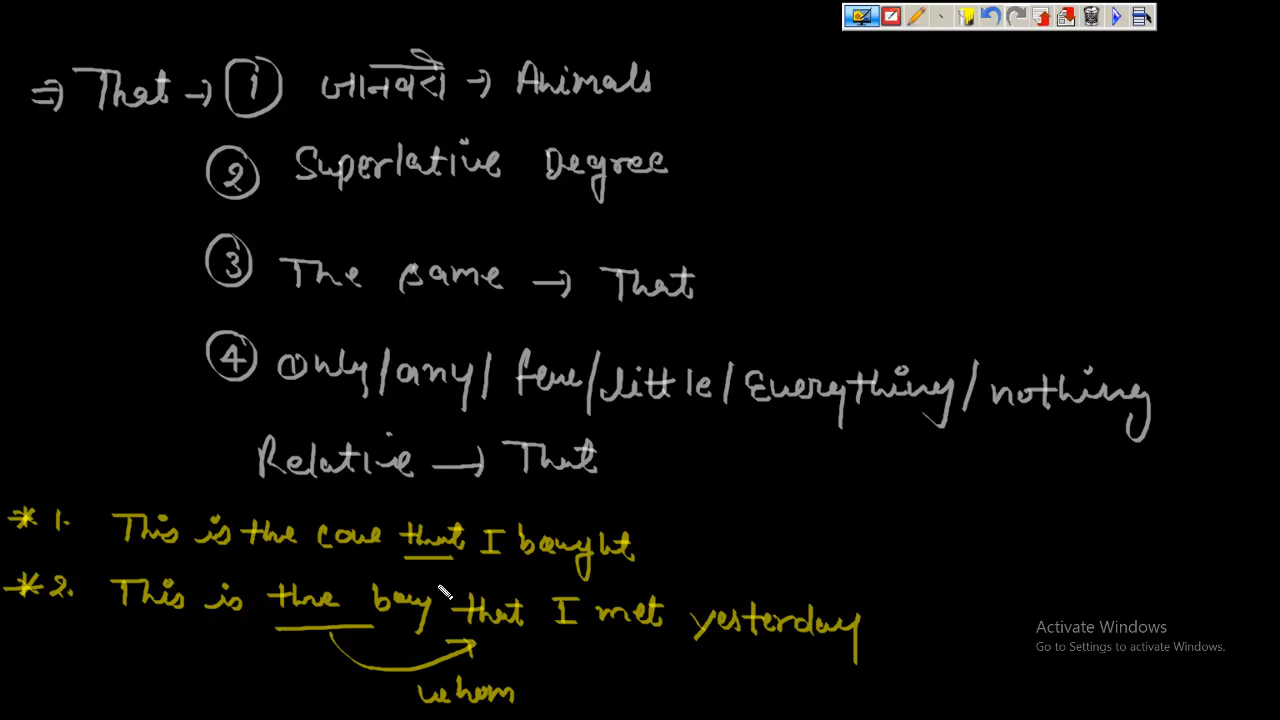 ⇒ That → ① जानवरों → Animals
② Superlative Degree
③ The same → That
④ Only/any/few/little/Everything/nothing
Relative → That
* 1. This is the cow that I bought
* 2. This is the boy that I met yesterday
whom
Activate Windows
Go to Settings to activate Windows.